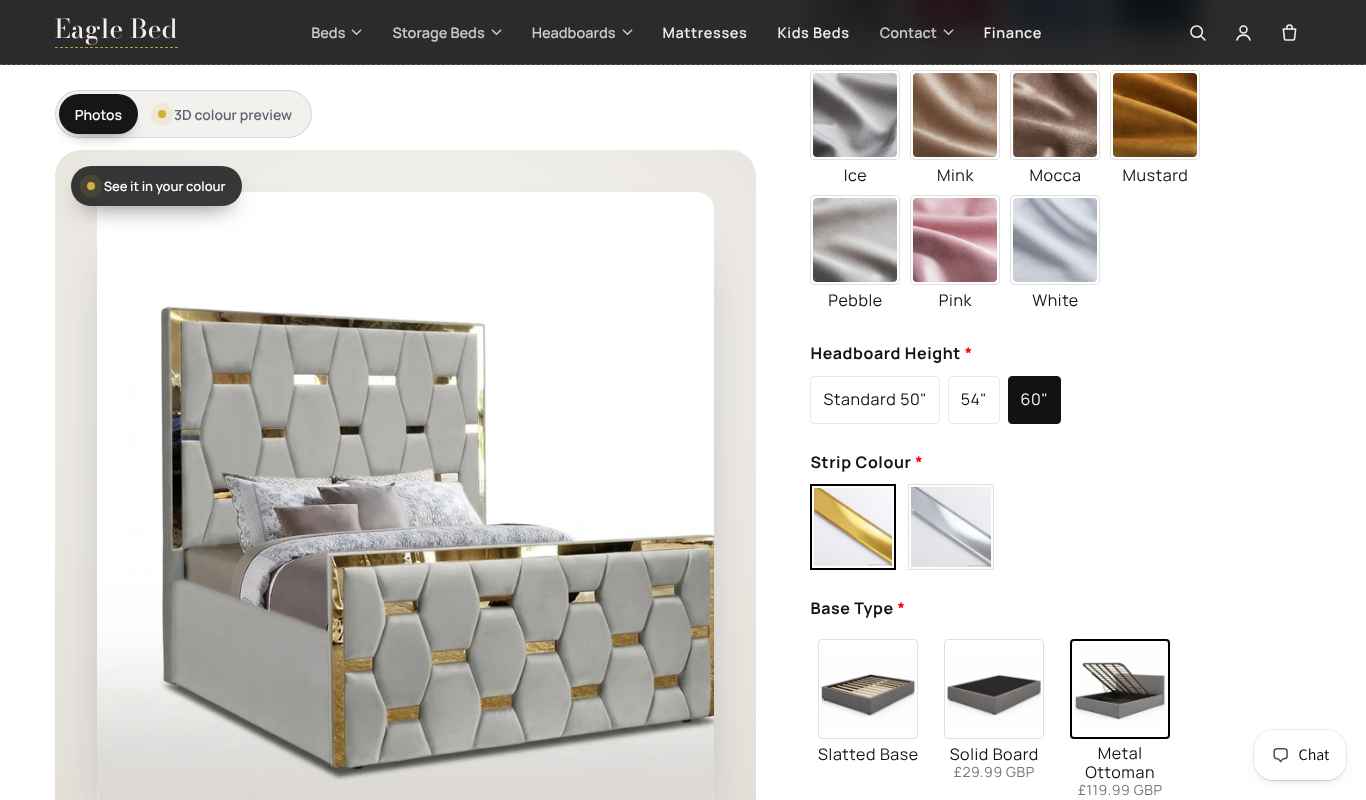 Eagle Bed
Beds
Storage Beds
Headboards
Mattresses
Kids Beds
Contact
Finance
Photos
3D colour preview
See it in your colour
Ice
Mink
Mocca
Mustard
Pebble
Pink
White
Headboard Height *
Standard 50"
54"
60"
Strip Colour *
Base Type *
Slatted Base
Solid Board
£29.99 GBP
Metal
Ottoman
£119.99 GBP
Chat